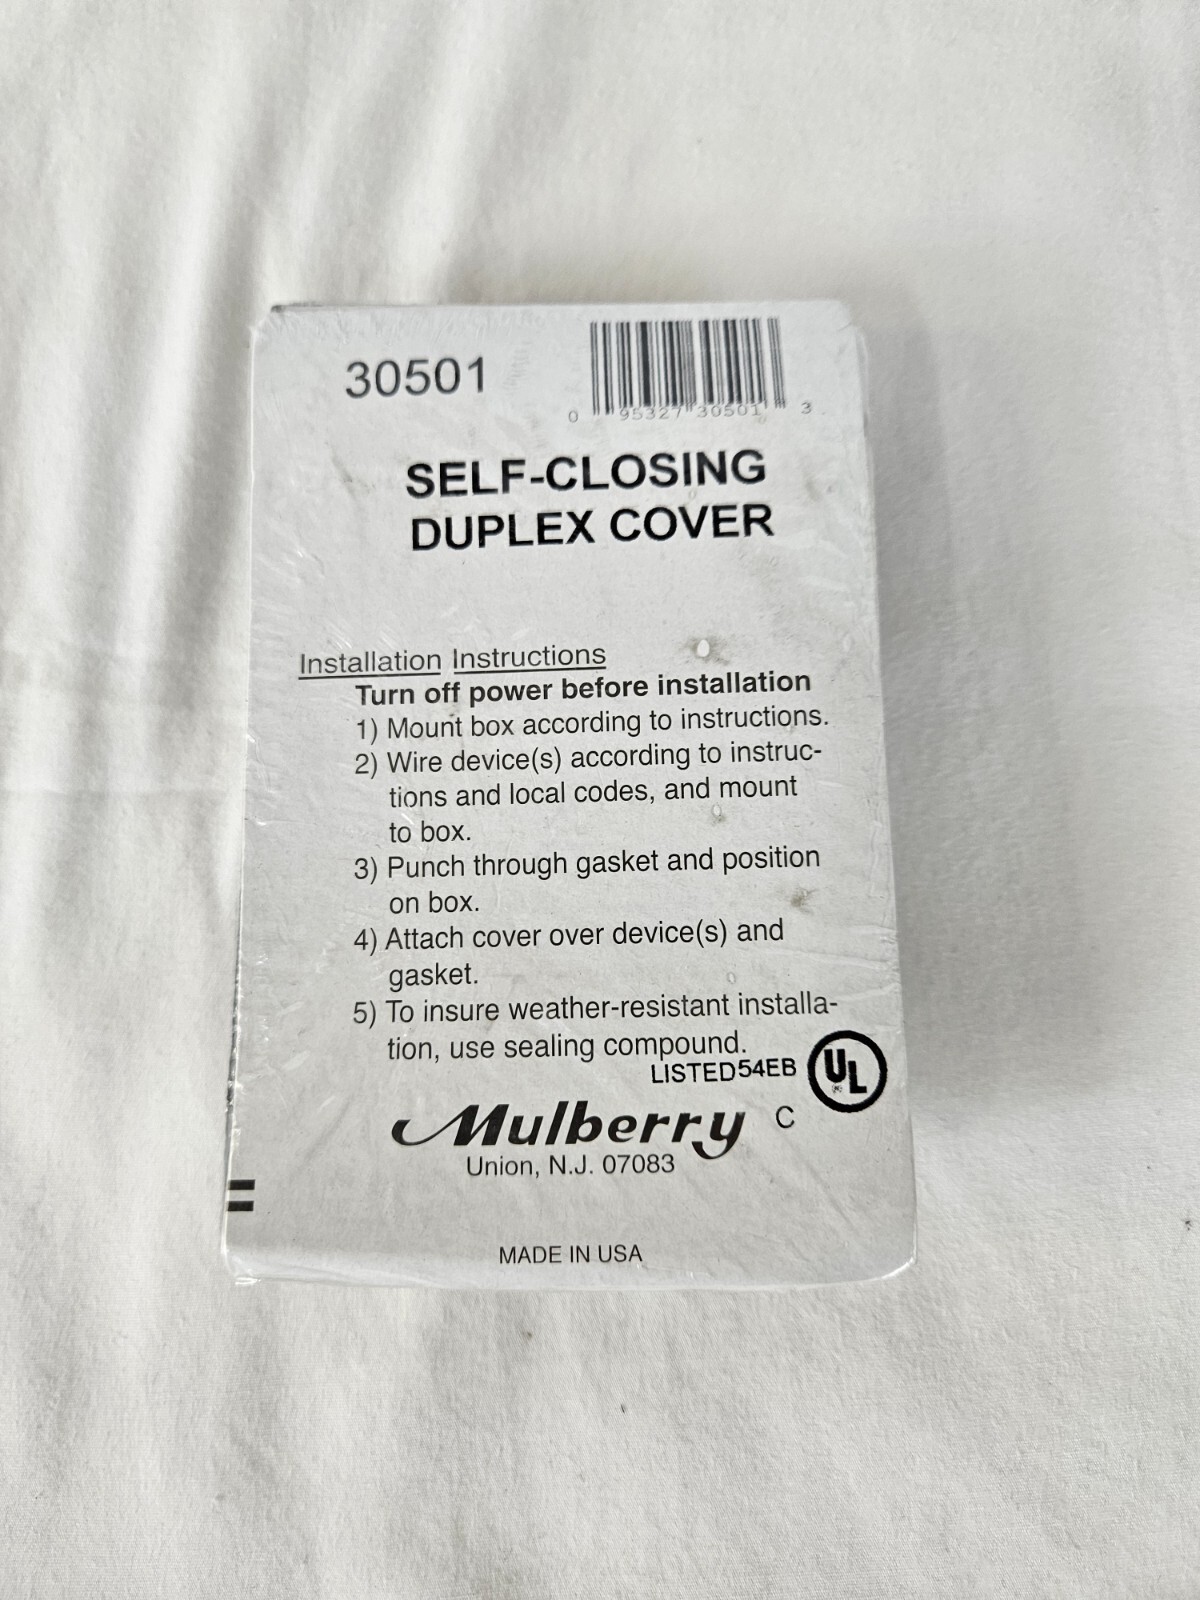 30501
0 95327 30501 3
SELF-CLOSING
DUPLEX COVER
Installation Instructions
Turn off power before installation
1) Mount box according to instructions.
2) Wire device(s) according to instruc-
tions and local codes, and mount
to box.
3) Punch through gasket and position
on box.
4) Attach cover over device(s) and
gasket.
5) To insure weather-resistant installa-
tion, use sealing compound.
LISTED 54EB UL
Mulberry C
Union, N.J. 07083
MADE IN USA